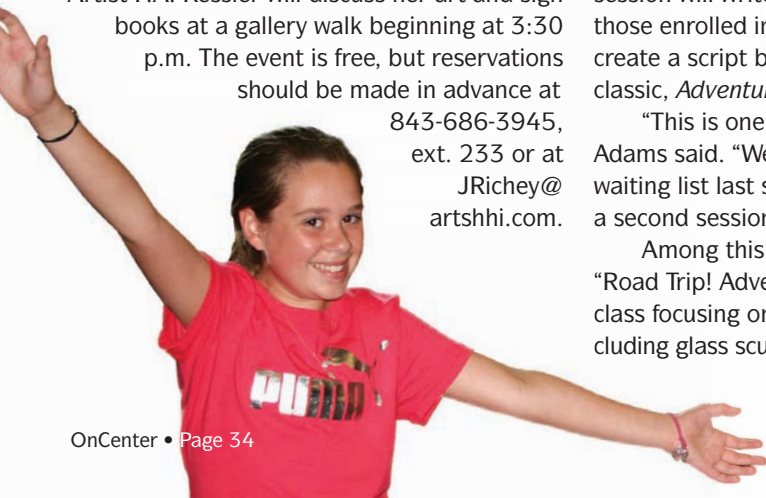 books at a gallery walk beginning at 3:30
p.m. The event is free, but reservations
should be made in advance at
843-686-3945,
ext. 233 or at
JRichey@
artshhi.com.
those enrolled in
create a script b
classic, Adventu
"This is one
Adams said. "We
waiting list last s
a second session
Among this
"Road Trip! Adve
class focusing on
cluding glass scu
PUMA
OnCenter • Page 34